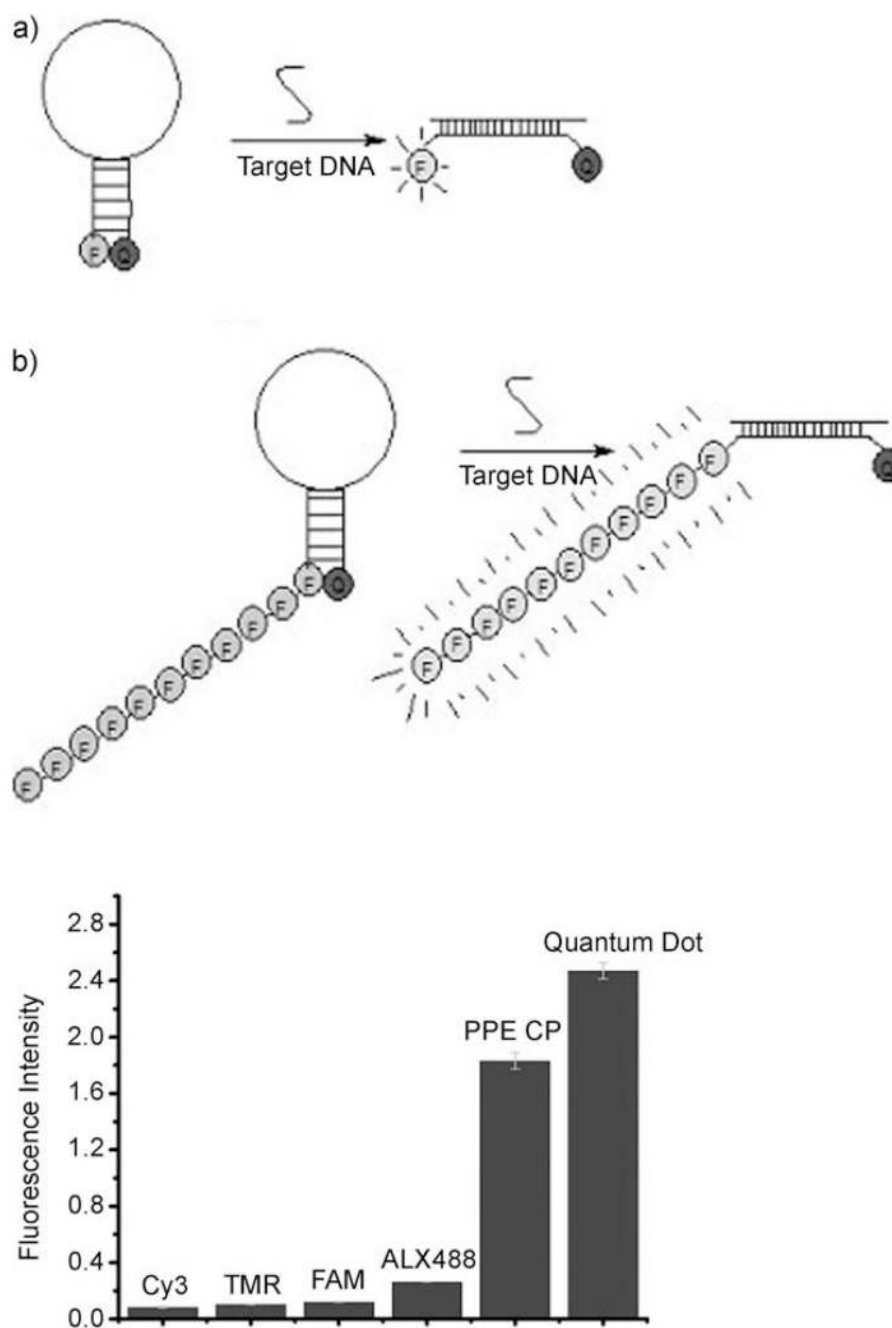 a)
Target DNA
F
F Q
Q
b)
Target DNA
F
F
F
F
F
F
F
F
F
F
Q
F
F
F
F
F
F
F
F
F
F
F
Q
F
2.8
2.4
2.0
1.6
1.2
0.8
0.4
0.0
Fluorescence Intensity
Cy3
TMR
FAM
ALX488
PPE CP
Quantum Dot